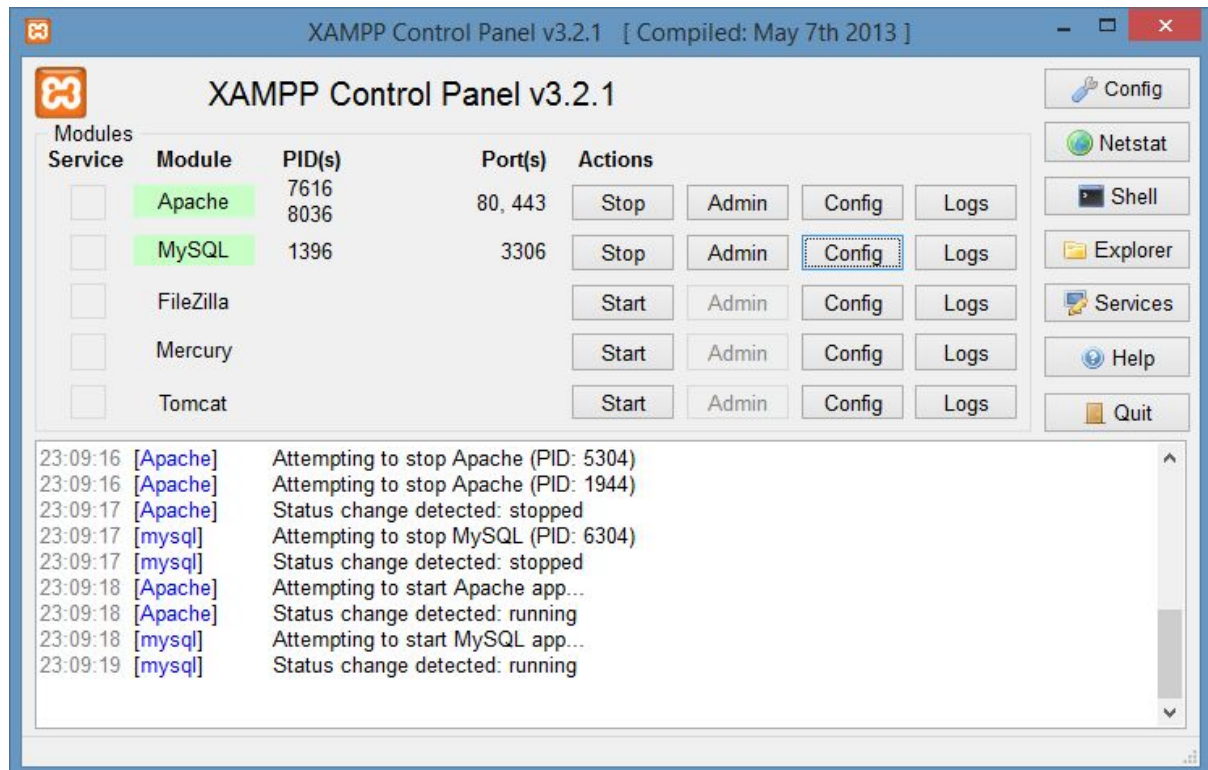 XAMPP Control Panel v3.2.1 [ Compiled: May 7th 2013 ]
XAMPP Control Panel v3.2.1
Config
Modules
Netstat
Service Module PID(s) Port(s) Actions
Apache 7616 8036 80, 443 Stop Admin Config Logs
Shell
MySQL 1396 3306 Stop Admin Config Logs
Explorer
FileZilla Start Admin Config Logs
Services
Mercury Start Admin Config Logs
Help
Tomcat Start Admin Config Logs
Quit
23:09:16 [Apache] Attempting to stop Apache (PID: 5304)
23:09:16 [Apache] Attempting to stop Apache (PID: 1944)
23:09:17 [Apache] Status change detected: stopped
23:09:17 [mysql] Attempting to stop MySQL (PID: 6304)
23:09:17 [mysql] Status change detected: stopped
23:09:18 [Apache] Attempting to start Apache app...
23:09:18 [Apache] Status change detected: running
23:09:18 [mysql] Attempting to start MySQL app...
23:09:19 [mysql] Status change detected: running